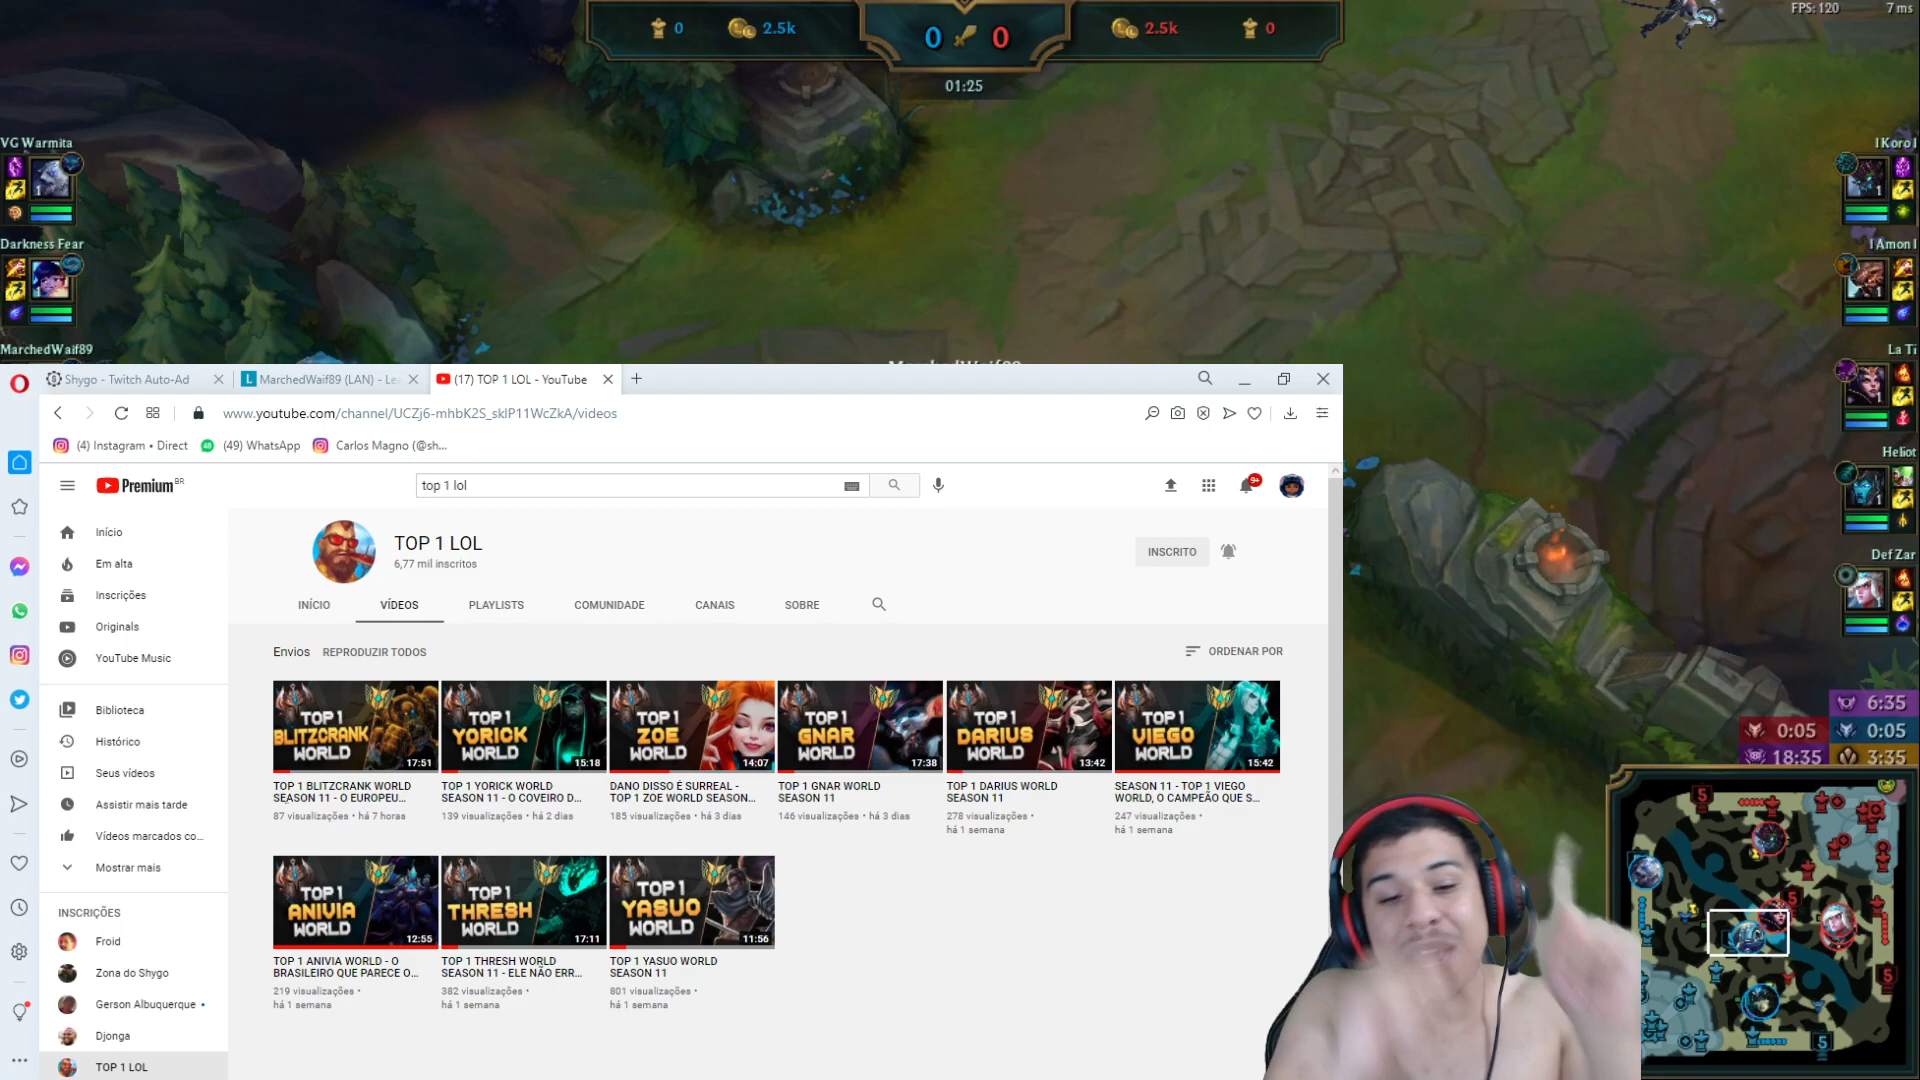 0
2.5k
0
0
2.5k
0
FPS: 120
7 ms
01:25
VG Warmita
Darkness Fear
MarchedWaif89
I Koro I
I Amon I
La Ti
Heliot
Def Zar
MarchedWaif89
Shygo - Twitch Auto-Ad
MarchedWaif89 (LAN) - Le
(17) TOP 1 LOL - YouTube
www.youtube.com/channel/UCZj6-mhbK2S_skIP11WcZkA/videos
(4) Instagram • Direct
(49) WhatsApp
Carlos Magno (@sh...
Premium BR
top 1 lol
9+
Início
Em alta
Inscrições
Originals
YouTube Music
Biblioteca
Histórico
Seus vídeos
Assistir mais tarde
Vídeos marcados co...
Mostrar mais
INSCRIÇÕES
Froid
Zona do Shygo
Gerson Albuquerque
Djonga
TOP 1 LOL
TOP 1 LOL
6,77 mil inscritos
INSCRITO
INÍCIO
VÍDEOS
PLAYLISTS
COMUNIDADE
CANAIS
SOBRE
Envios
REPRODUZIR TODOS
ORDENAR POR
TOP 1
BLITZCRANK
WORLD
17:51
TOP 1 BLITZCRANK WORLD
SEASON 11 - O EUROPEU...
87 visualizações • há 7 horas
TOP 1
YORICK
WORLD
15:18
TOP 1 YORICK WORLD
SEASON 11 - O COVEIRO D...
139 visualizações • há 2 dias
TOP 1
ZOE
WORLD
14:07
DANO DISSO É SURREAL -
TOP 1 ZOE WORLD SEASON...
185 visualizações • há 3 dias
TOP 1
GNAR
WORLD
17:38
TOP 1 GNAR WORLD
SEASON 11
146 visualizações • há 3 dias
TOP 1
DARIUS
WORLD
13:42
TOP 1 DARIUS WORLD
SEASON 11
278 visualizações •
há 1 semana
TOP 1
VIEGO
WORLD
15:42
SEASON 11 - TOP 1 VIEGO
WORLD, O CAMPEÃO QUE S...
247 visualizações •
há 1 semana
TOP 1
ANIVIA
WORLD
12:55
TOP 1 ANIVIA WORLD - O
BRASILEIRO QUE PARECE O...
219 visualizações •
há 1 semana
TOP 1
THRESH
WORLD
17:11
TOP 1 THRESH WORLD
SEASON 11 - ELE NÃO ERR...
382 visualizações •
há 1 semana
TOP 1
YASUO
WORLD
11:56
TOP 1 YASUO WORLD
SEASON 11
801 visualizações •
há 1 semana
6:35
0:05
0:05
18:35
3:35
5
5
5
5